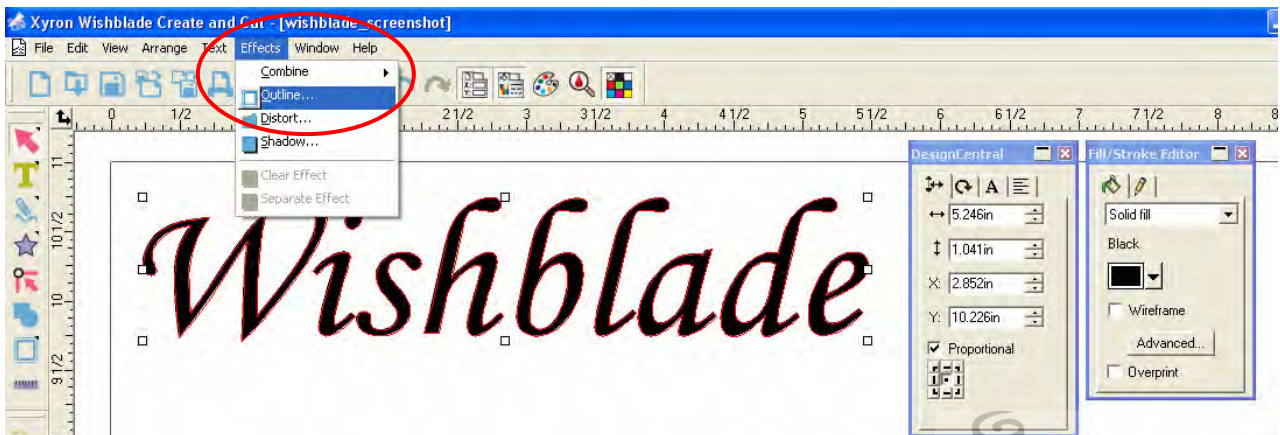 Xyron Wishblade Create and Cut - [wishblade_screenshot]
File Edit View Arrange Text Effects Window Help
Combine
Outline...
Distort...
Shadow...
Clear Effect
Separate Effect
0 1/2 2 1/2 3 3 1/2 4 4 1/2 5 5 1/2 6 6 1/2 7 7 1/2 8
11
10 1/2
10
9 1/2
Wishblade
DesignCentral
A
5.246in
1.041in
X: 2.852in
Y: 10.226in
Proportional
Fill/Stroke Editor
Solid fill
Black
Wireframe
Advanced...
Overprint